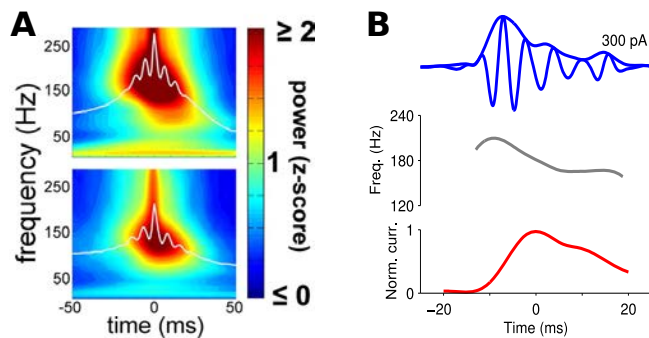 A
250
150
50
250
150
50
0
-50
0
50
frequency (Hz)
time (ms)
≥ 2
1
≤ 0
power (z-score)
B
300 pA
240
180
120
Freq. (Hz)
1
0
Norm. curr.
−20
0
20
Time (ms)